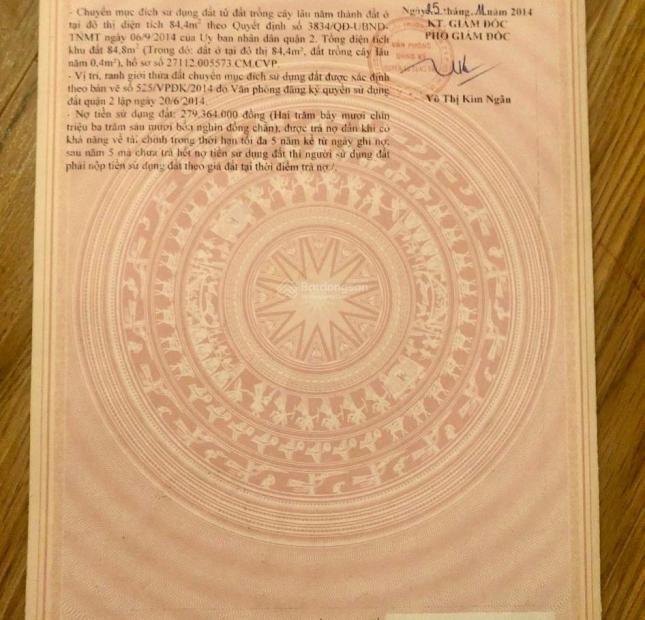 - Chuyển mục đích sử dụng đất từ đất trồng cây lâu năm thành đất ở
tại đô thị diện tích 84,4m² theo Quyết định số 3834/QĐ-UBND-
TNMT ngày 06/9/2014 của Ủy ban nhân dân quận 2. Tổng diện tích
khu đất 84,8m² (Trong đó: đất ở tại đô thị 84,4m², đất trồng cây lâu
năm 0,4m²), hồ sơ số 27112.005573.CM.CVP.
- Vị trí, ranh giới thửa đất chuyển mục đích sử dụng đất được xác định
theo bản vẽ số 525/VPĐK/2014 do Văn phòng đăng ký quyền sử dụng
đất quận 2 lập ngày 20/6/2014.
- Nợ tiền sử dụng đất: 279.364.000 đồng (Hai trăm bảy mươi chín
triệu ba trăm sáu mươi bốn nghìn đồng chẵn), được trả nợ dần khi có
khả năng về tài chính trong thời hạn tối đa 5 năm kể từ ngày ghi nợ;
sau năm 5 mà chưa trả hết nợ tiền sử dụng đất thì người sử dụng đất
phải nộp tiền sử dụng đất theo giá đất tại thời điểm trả nợ./.
Ngày 25 tháng 11 năm 2014
KT. GIÁM ĐỐC
PHÓ GIÁM ĐỐC
VĂN PHÒNG
ĐĂNG KÝ
Võ Thị Kim Ngân
Batdongsan